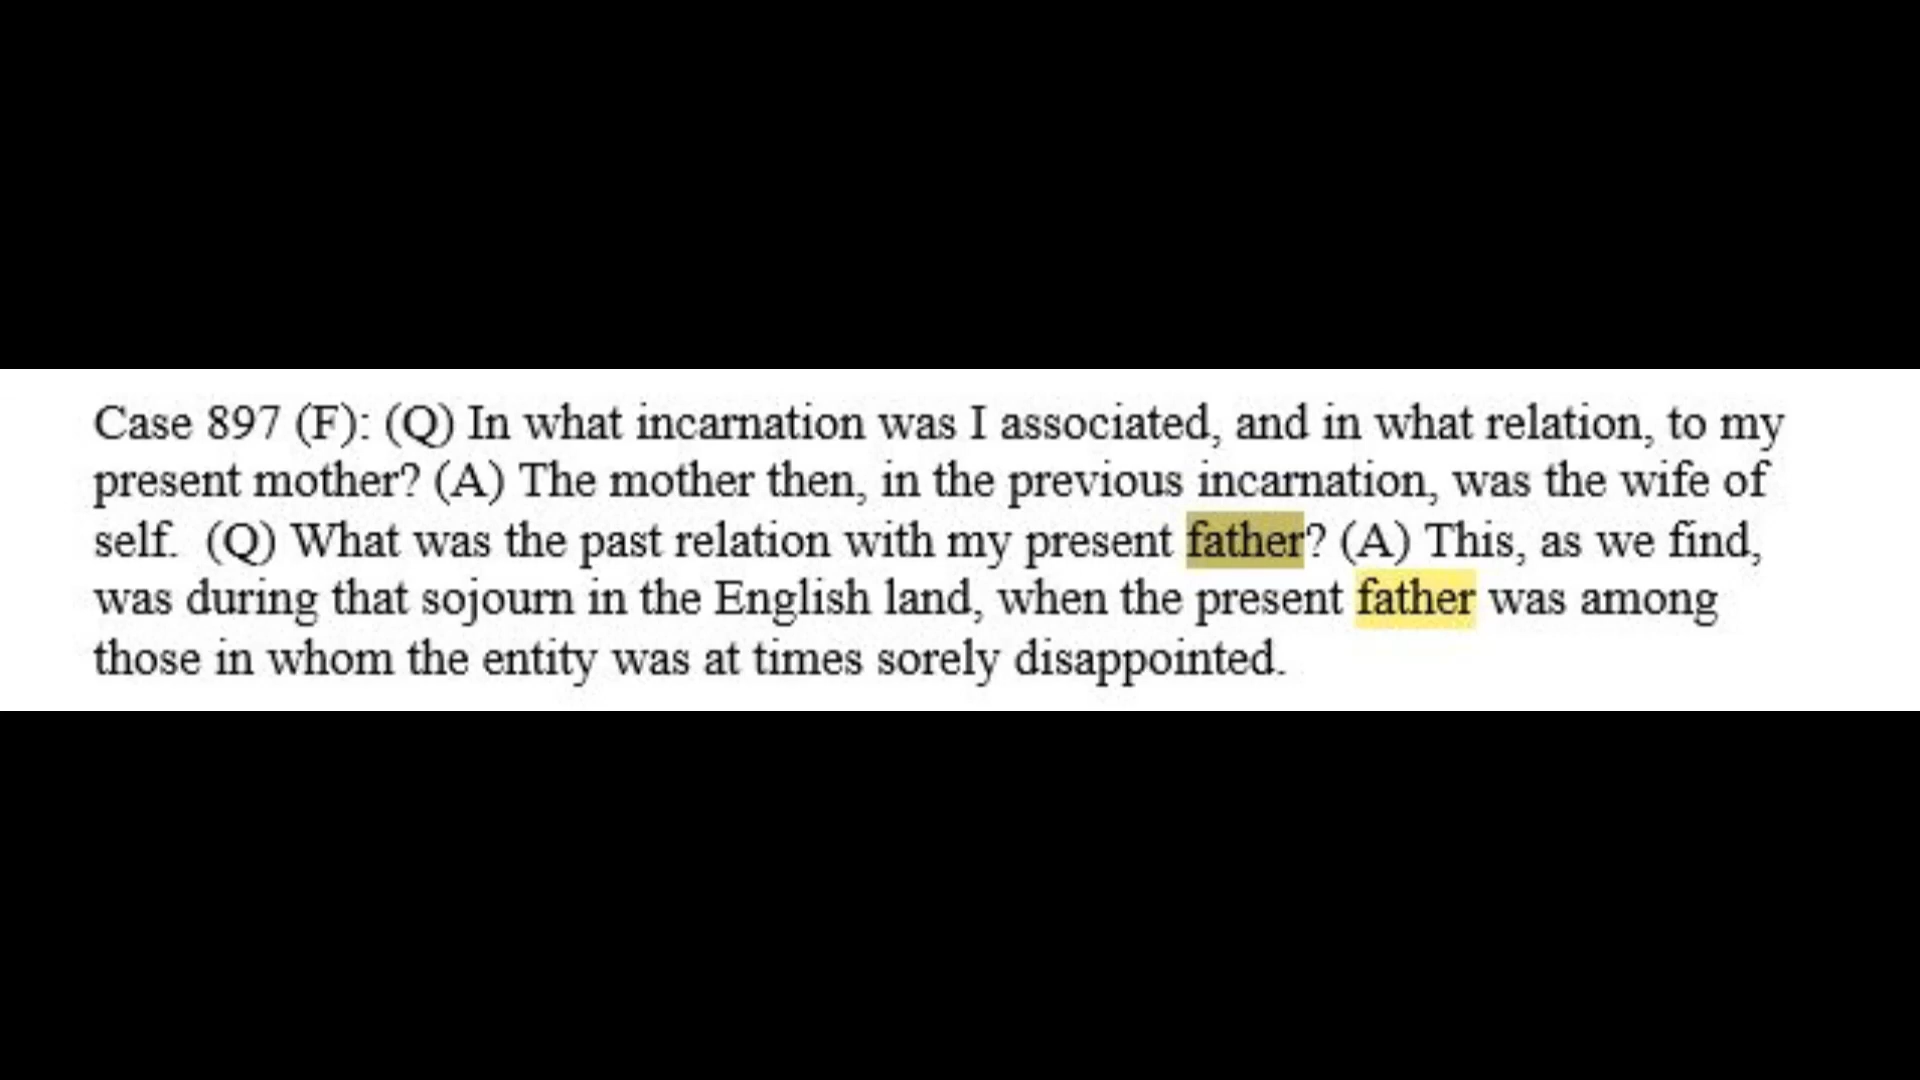 Case 897 (F): (Q) In what incarnation was I associated, and in what relation, to my
present mother? (A) The mother then, in the previous incarnation, was the wife of
self.  (Q) What was the past relation with my present father? (A) This, as we find,
was during that sojourn in the English land, when the present father was among
those in whom the entity was at times sorely disappointed.